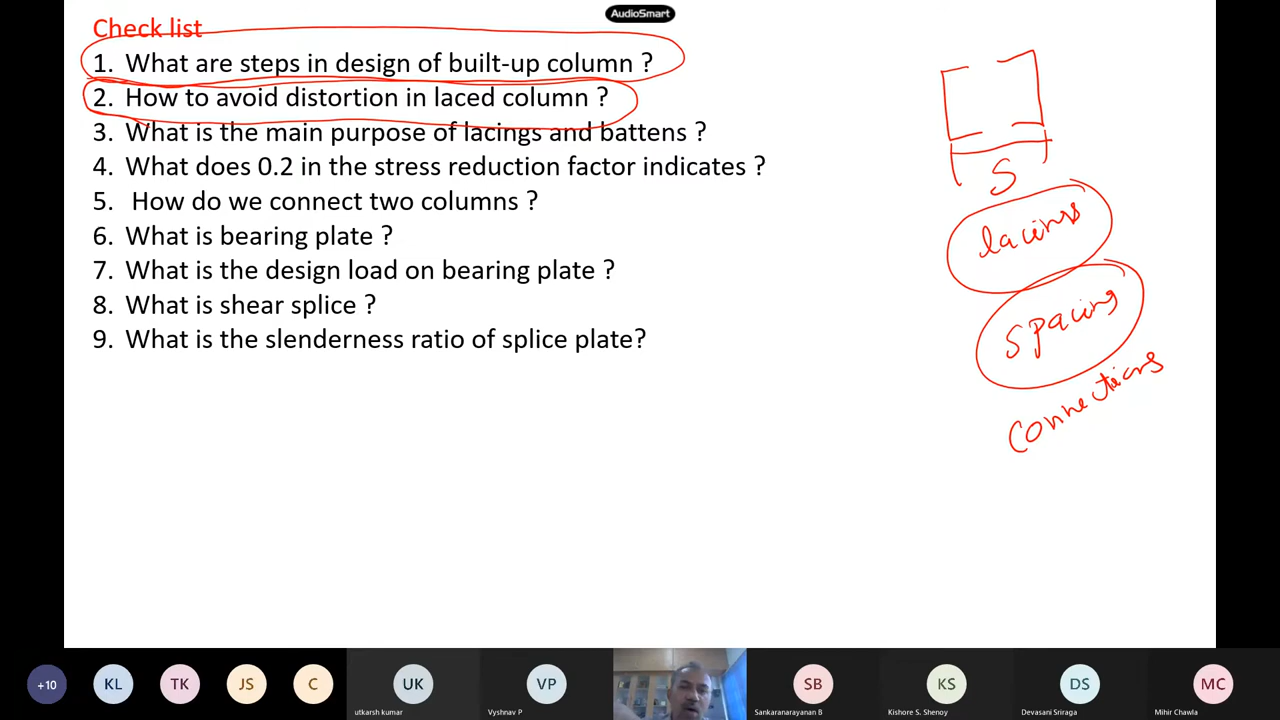 AudioSmart
Check list
1. What are steps in design of built-up column ?
2. How to avoid distortion in laced column ?
3. What is the main purpose of lacings and battens ?
4. What does 0.2 in the stress reduction factor indicates ?
5. How do we connect two columns ?
6. What is bearing plate ?
7. What is the design load on bearing plate ?
8. What is shear splice ?
9. What is the slenderness ratio of splice plate?
S
lacings
spacing
connections
+10
KL
TK
JS
C
UK
VP
SB
KS
DS
MC
utkarsh kumar
Vyshnav P
Sankaranarayanan B
Kishore S. Shenoy
Devasani Sriraga
Mihir Chawla